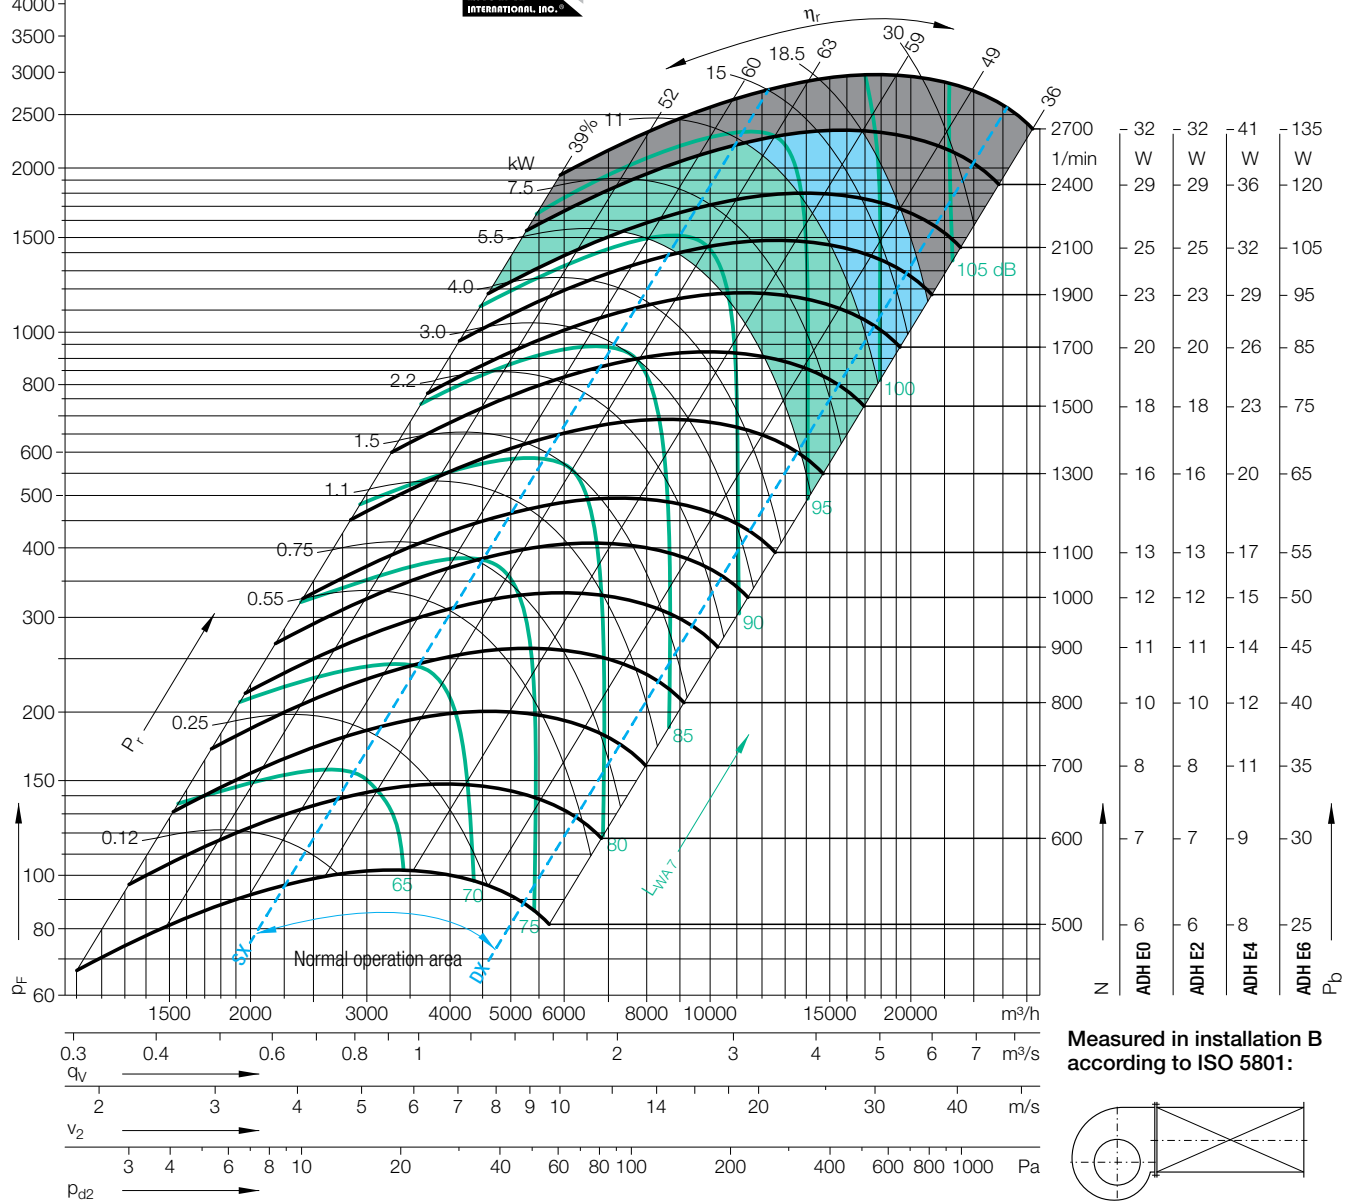 4000
INTERNATIONAL, INC.®
ηr
3500
3000
2500
2000
1500
1000
800
600
500
400
300
200
150
100
80
60
pF
39%
52
60
63
59
49
36
kW
30
18.5
15
11
7.5
5.5
4.0
3.0
2.2
1.5
1.1
0.75
0.55
0.25
0.12
Pr
105 dB
100
95
90
85
80
75
70
65
LWA7
SX
Normal operation area
DX
2700 32 32 41 135
1/min W W W W
2400 29 29 36 120
2100 25 25 32 105
1900 23 23 29 95
1700 20 20 26 85
1500 18 18 23 75
1300 16 16 20 65
1100 13 13 17 55
1000 12 12 15 50
900 11 11 14 45
800 10 10 12 40
700 8 8 11 35
600 7 7 9 30
500 6 6 8 25
N ADH E0 ADH E2 ADH E4 ADH E6 Pb
1500 2000 3000 4000 5000 6000 8000 10000 15000 20000 m³/h
0.3 0.4 0.6 0.8 1 2 3 4 5 6 7 m³/s
qV
2 3 4 5 6 7 8 9 10 14 20 30 40 m/s
v2
3 4 6 8 10 20 40 60 80 100 200 400 600 800 1000 Pa
pd2
Measured in installation B
according to ISO 5801: